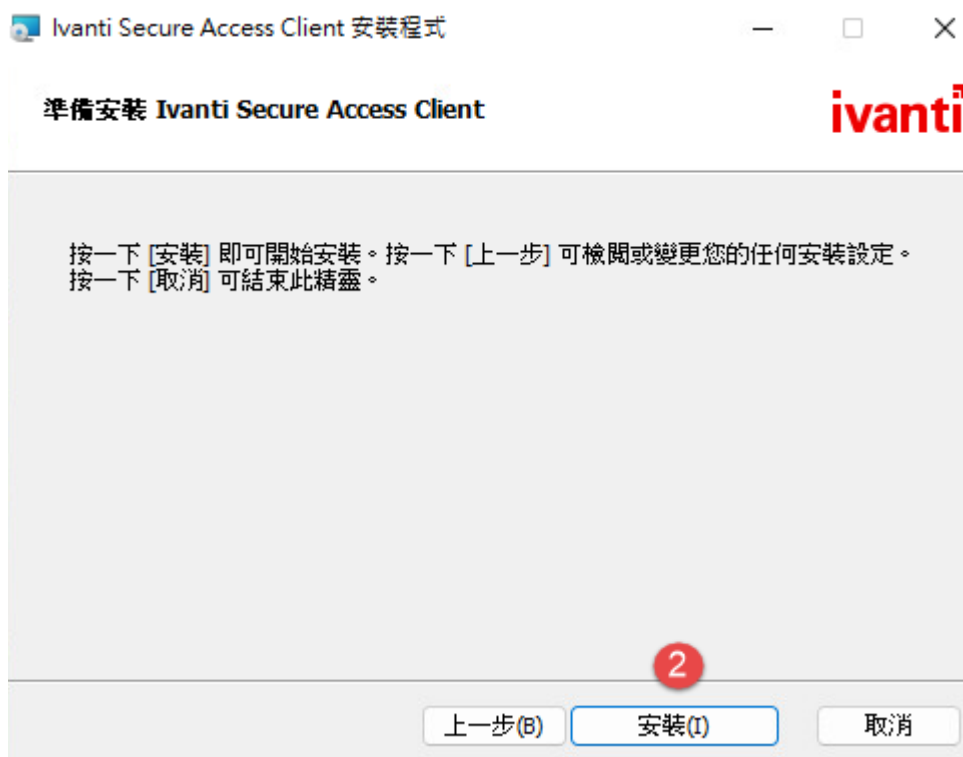 Ivanti Secure Access Client 安裝程式
準備安裝 Ivanti Secure Access Client
ivanti
按一下 [安裝] 即可開始安裝。按一下 [上一步] 可檢閱或變更您的任何安裝設定。
按一下 [取消] 可結束此精靈。
2
上一步(B) 安裝(I) 取消